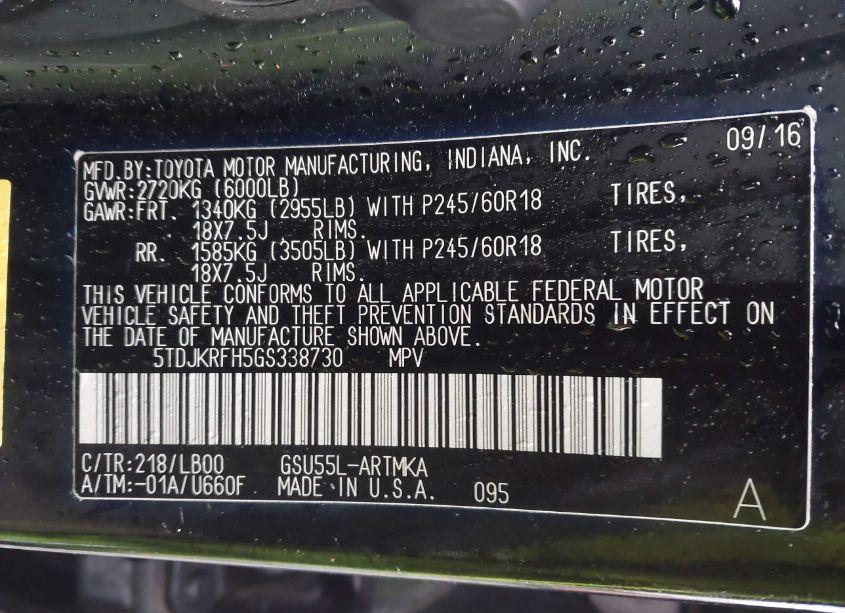 09/16
MFD.BY:TOYOTA MOTOR MANUFACTURING, INDIANA, INC.
GVWR:2720KG (6000LB)
GAWR:FRT. 1340KG (2955LB) WITH P245/60R18 TIRES,
18X7.5J RIMS.
RR. 1585KG (3505LB) WITH P245/60R18 TIRES,
18X7.5J RIMS.
THIS VEHICLE CONFORMS TO ALL APPLICABLE FEDERAL MOTOR
VEHICLE SAFETY AND THEFT PREVENTION STANDARDS IN EFFECT ON
THE DATE OF MANUFACTURE SHOWN ABOVE.
5TDJKRFH5GS338730 MPV
C/TR:218/LB00 GSU55L-ARTMKA
A/TM:-01A/U660F MADE IN U.S.A. 095
A